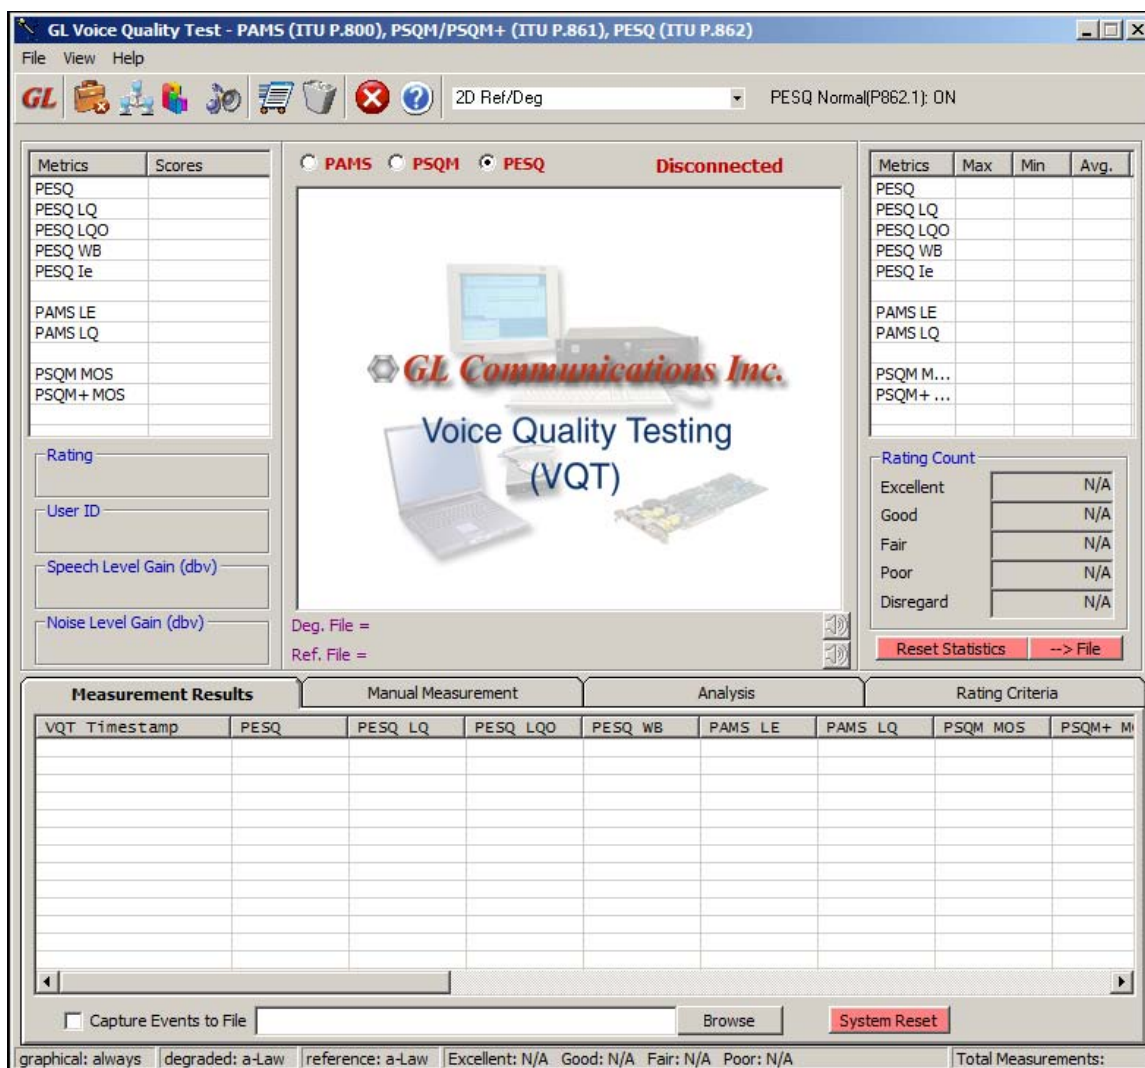 GL Voice Quality Test - PAMS (ITU P.800), PSQM/PSQM+ (ITU P.861), PESQ (ITU P.862)
File View Help
GL 2D Ref/Deg PESQ Normal(P862.1): ON
Metrics Scores
PESQ
PESQ LQ
PESQ LQO
PESQ WB
PESQ Ie
PAMS LE
PAMS LQ
PSQM MOS
PSQM+ MOS
Rating
User ID
Speech Level Gain (dbv)
Noise Level Gain (dbv)
PAMS PSQM PESQ Disconnected
GL Communications Inc.
Voice Quality Testing
(VQT)
Deg. File =
Ref. File =
Metrics Max Min Avg.
PESQ
PESQ LQ
PESQ LQO
PESQ WB
PESQ Ie
PAMS LE
PAMS LQ
PSQM M...
PSQM+ ...
Rating Count
Excellent N/A
Good N/A
Fair N/A
Poor N/A
Disregard N/A
Reset Statistics --> File
Measurement Results Manual Measurement Analysis Rating Criteria
VQT Timestamp PESQ PESQ LQ PESQ LQO PESQ WB PAMS LE PAMS LQ PSQM MOS PSQM+ M
Capture Events to File Browse System Reset
graphical: always degraded: a-Law reference: a-Law Excellent: N/A Good: N/A Fair: N/A Poor: N/A Total Measurements: